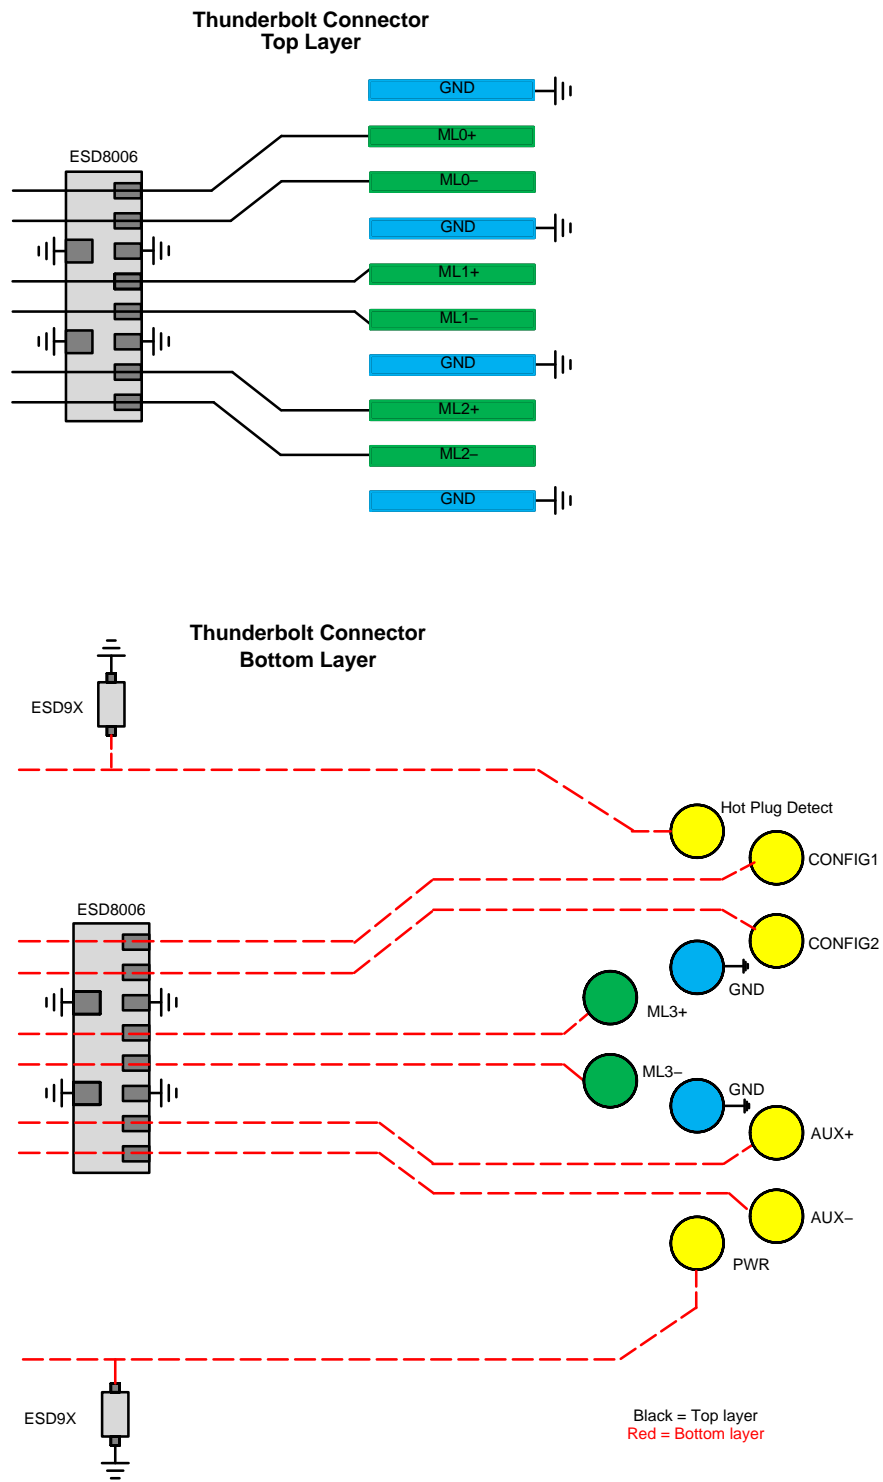 Thunderbolt Connector
Top Layer
GND
ML0+
ESD8006
ML0–
GND
ML1+
ML1–
GND
ML2+
ML2–
GND
Thunderbolt Connector
Bottom Layer
ESD9X
Hot Plug Detect
CONFIG1
ESD8006
CONFIG2
GND
ML3+
ML3–
GND
AUX+
AUX–
PWR
ESD9X
Black = Top layer
Red = Bottom layer